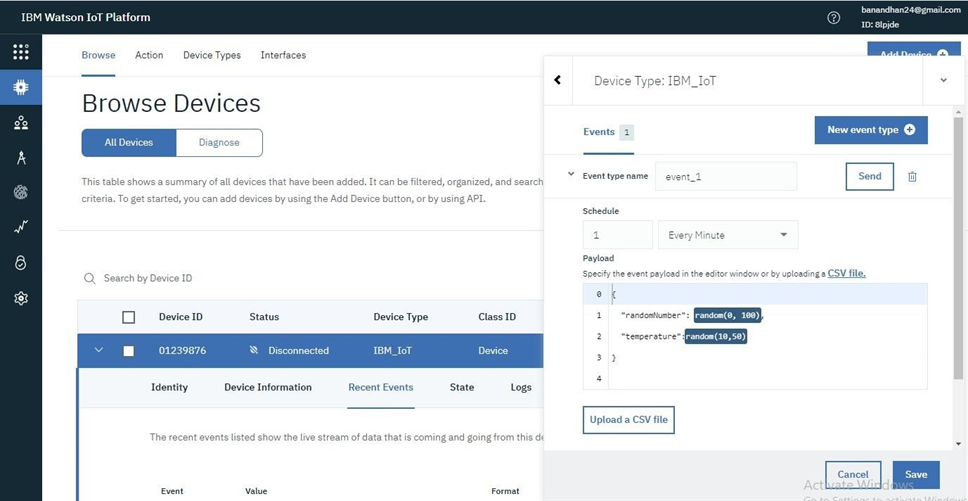 IBM Watson IoT Platform
banandhan24@gmail.com
ID: 8lpjde
Browse
Action
Device Types
Interfaces
Add Device
Browse Devices
All Devices
Diagnose
This table shows a summary of all devices that have been added. It can be filtered, organized, and search
criteria. To get started, you can add devices by using the Add Device button, or by using API.
Search by Device ID
Device ID
Status
Device Type
Class ID
01239876
Disconnected
IBM_IoT
Device
Identity
Device Information
Recent Events
State
Logs
The recent events listed show the live stream of data that is coming and going from this de
Event
Value
Format
Device Type: IBM_IoT
Events 1
New event type
Event type name
event_1
Send
Schedule
1
Every Minute
Payload
Specify the event payload in the editor window or by uploading a CSV file.
0 {
1 "randomNumber": random(0, 100),
2 "temperature":random(10,50)
3 }
4
Upload a CSV file
Cancel
Save
Activate Windows
Go to Settings to activate Windows